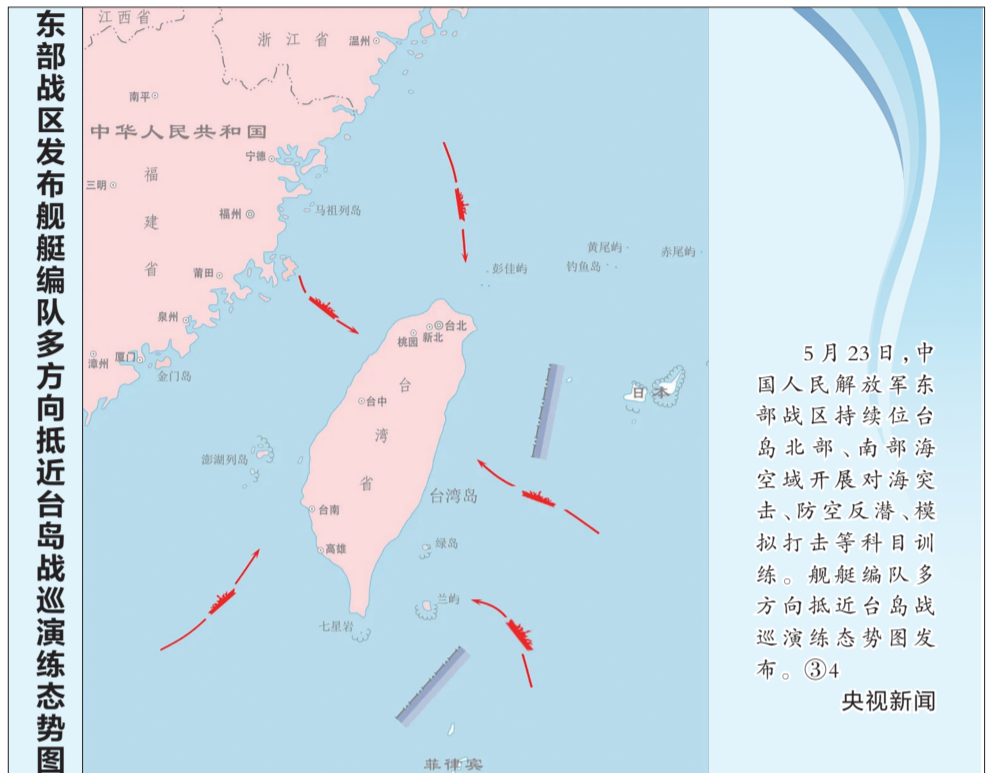 东部战区发布舰艇编队多方向抵近台岛战巡演练态势图
江西省
浙江省
温州
南平
中华人民共和国
宁德
三明
福建省
福州
马祖列岛
黄尾屿
赤尾屿
钓鱼岛
彭佳屿
莆田
泉州
台北
新北
桃园
漳州
厦门
金门岛
台湾省
台中
日本
澎湖列岛
台湾岛
台南
高雄
绿岛
兰屿
七星岩
菲律宾
5月23日,中
国人民解放军东
部战区持续位台
岛北部、南部海
空域开展对海突
击、防空反潜、模
拟打击等科目训
练。舰艇编队多
方向抵近台岛战
巡演练态势图发
布。③4
央视新闻